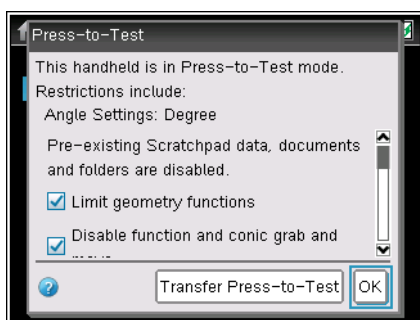 Press-to-Test
This handheld is in Press-to-Test mode.
Restrictions include:
Angle Settings: Degree
Pre-existing Scratchpad data, documents
and folders are disabled.
Limit geometry functions
Disable function and conic grab and
Transfer Press-to-Test
OK